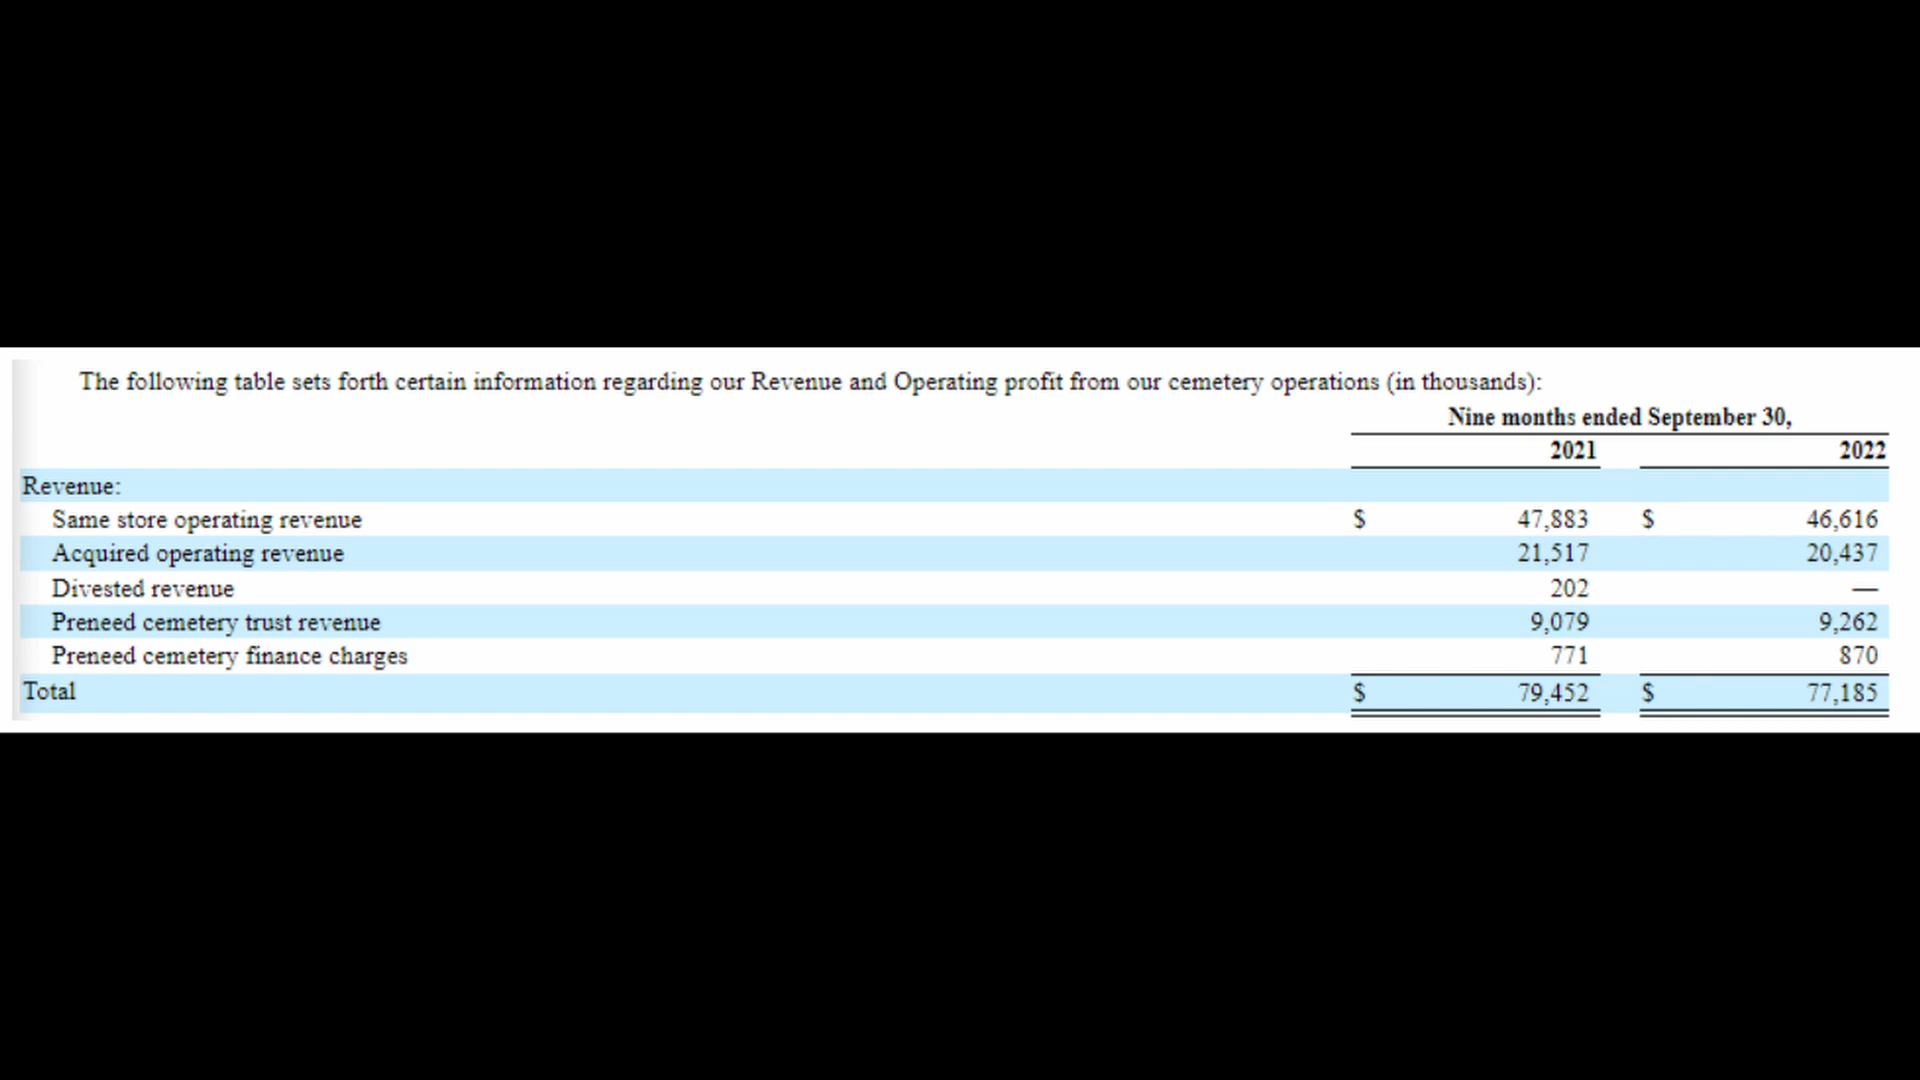 The following table sets forth certain information regarding our Revenue and Operating profit from our cemetery operations (in thousands):
Nine months ended September 30,
2021 2022
Revenue:
Same store operating revenue $ 47,883 $ 46,616
Acquired operating revenue 21,517 20,437
Divested revenue 202 —
Preneed cemetery trust revenue 9,079 9,262
Preneed cemetery finance charges 771 870
Total $ 79,452 $ 77,185